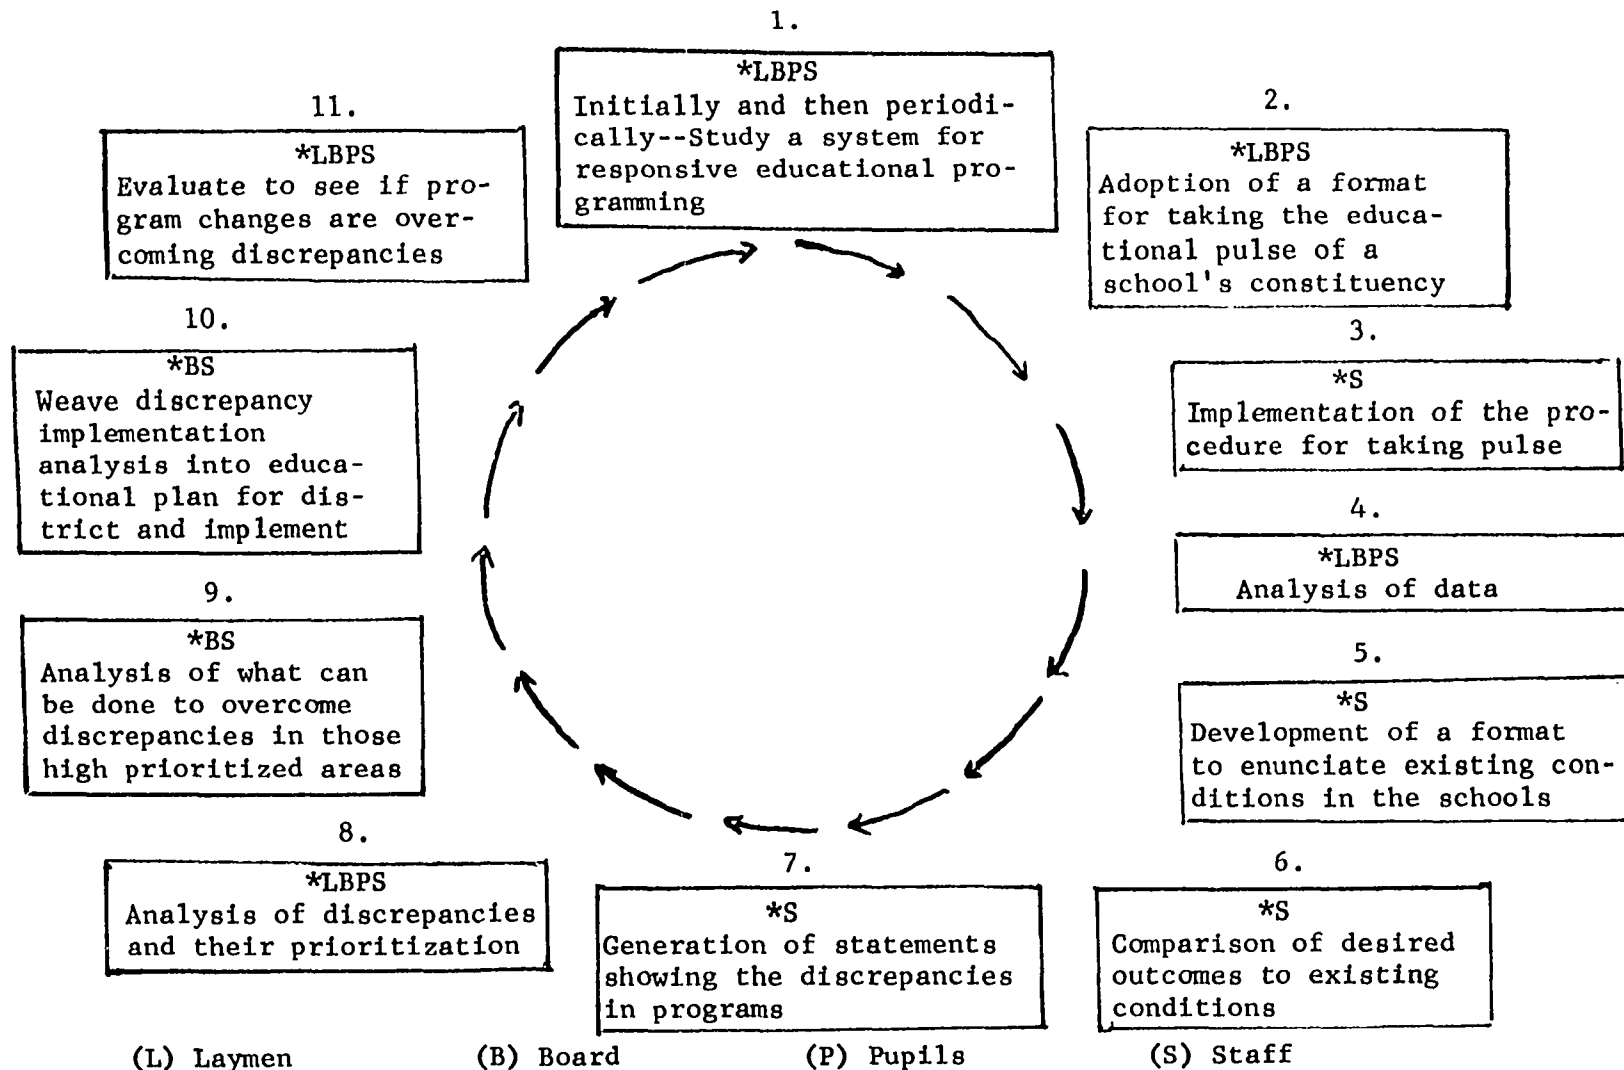 1.
*LBPS
Initially and then periodi-
cally--Study a system for
responsive educational pro-
gramming
2.
*LBPS
Adoption of a format
for taking the educa-
tional pulse of a
school's constituency
3.
*S
Implementation of the pro-
cedure for taking pulse
4.
*LBPS
Analysis of data
5.
*S
Development of a format
to enunciate existing con-
ditions in the schools
6.
*S
Comparison of desired
outcomes to existing
conditions
7.
*S
Generation of statements
showing the discrepancies
in programs
8.
*LBPS
Analysis of discrepancies
and their prioritization
9.
*BS
Analysis of what can
be done to overcome
discrepancies in those
high prioritized areas
10.
*BS
Weave discrepancy
implementation
analysis into educa-
tional plan for dis-
trict and implement
11.
*LBPS
Evaluate to see if pro-
gram changes are over-
coming discrepancies
(L) Laymen (B) Board (P) Pupils (S) Staff